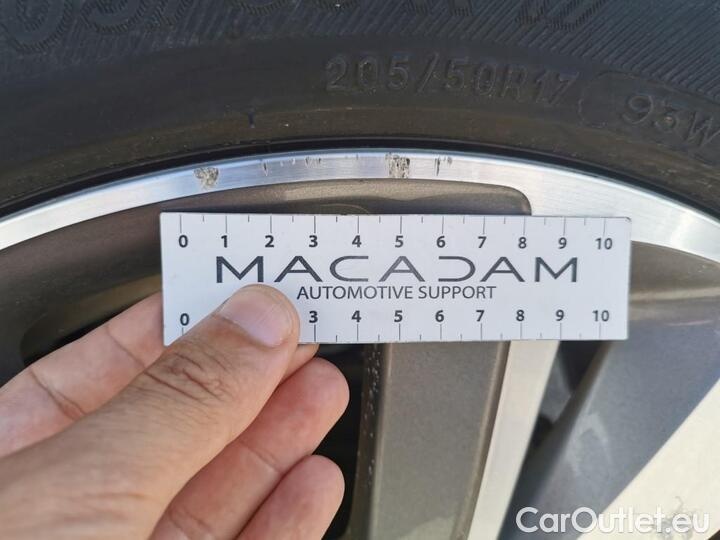 205/50R17 93W
0 1 2 3 4 5 6 7 8 9 10
MACADAM
AUTOMOTIVE SUPPORT
0 3 4 5 6 7 8 9 10
CarOutlet.eu